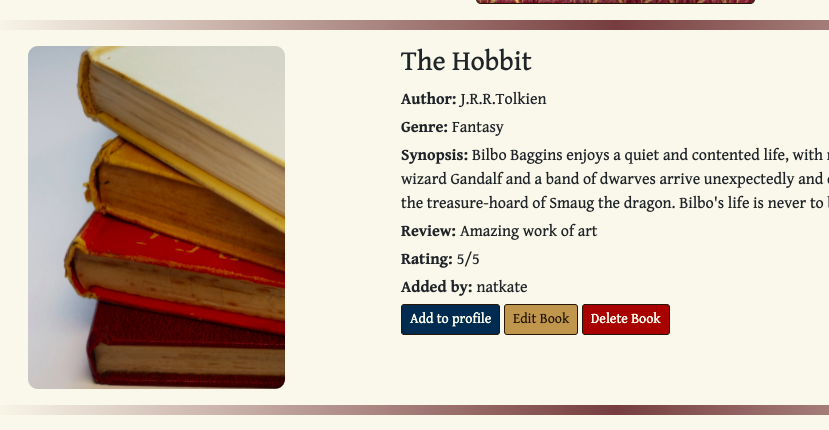 The Hobbit
Author: J.R.R.Tolkien
Genre: Fantasy
Synopsis: Bilbo Baggins enjoys a quiet and contented life, with
wizard Gandalf and a band of dwarves arrive unexpectedly and
the treasure-hoard of Smaug the dragon. Bilbo's life is never to
Review: Amazing work of art
Rating: 5/5
Added by: natkate
Add to profile Edit Book Delete Book